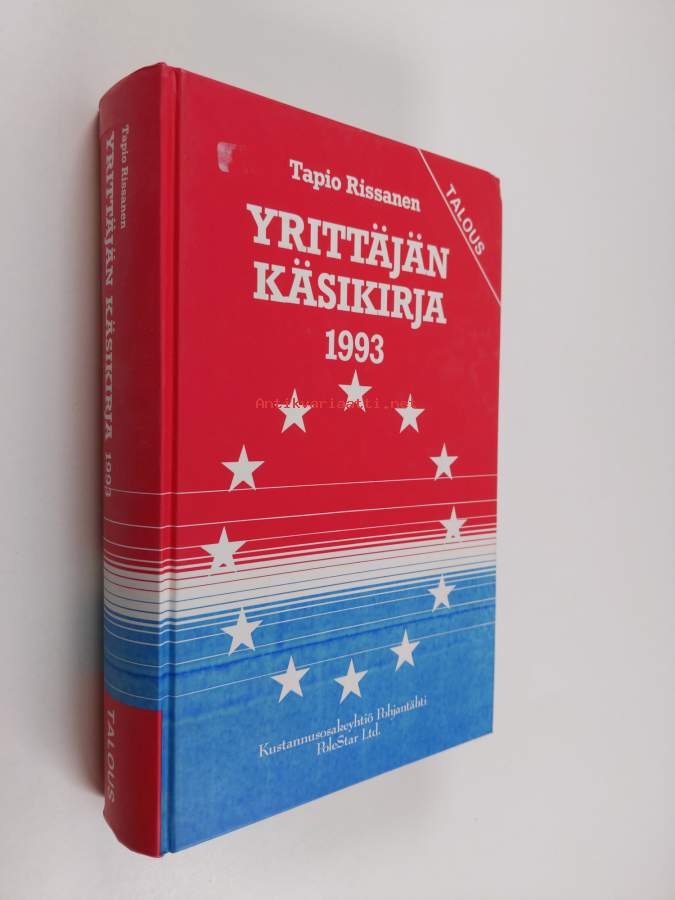 Tapio Rissanen
YRITTÄJÄN KÄSIKIRJA 1993
TALOUS
Tapio Rissanen
TALOUS
YRITTÄJÄN
KÄSIKIRJA
1993
Antikvariaatti.net
Kustannusosakeyhtiö Pohjantähti
PoleStar Ltd.